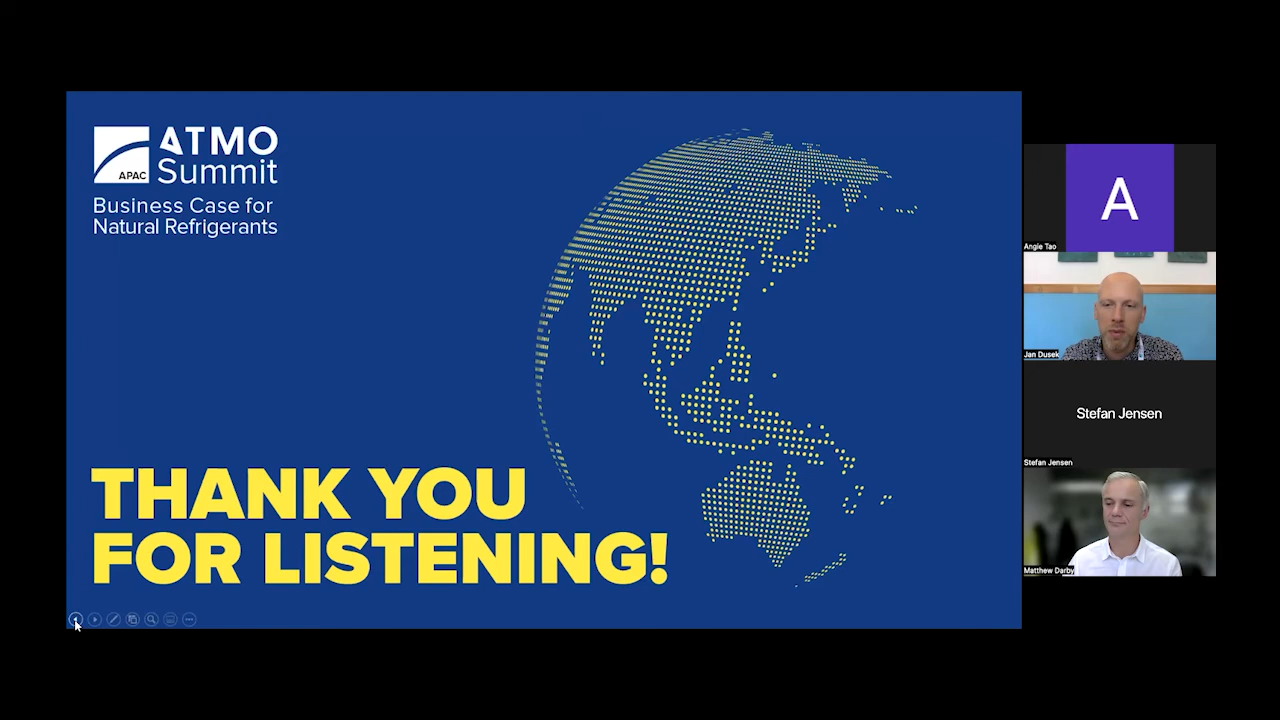 APAC
ATMO
Summit
Business Case for
Natural Refrigerants
THANK YOU
FOR LISTENING!
A
Angie Tao
Jan Dusek
Stefan Jensen
Stefan Jensen
Matthew Darby